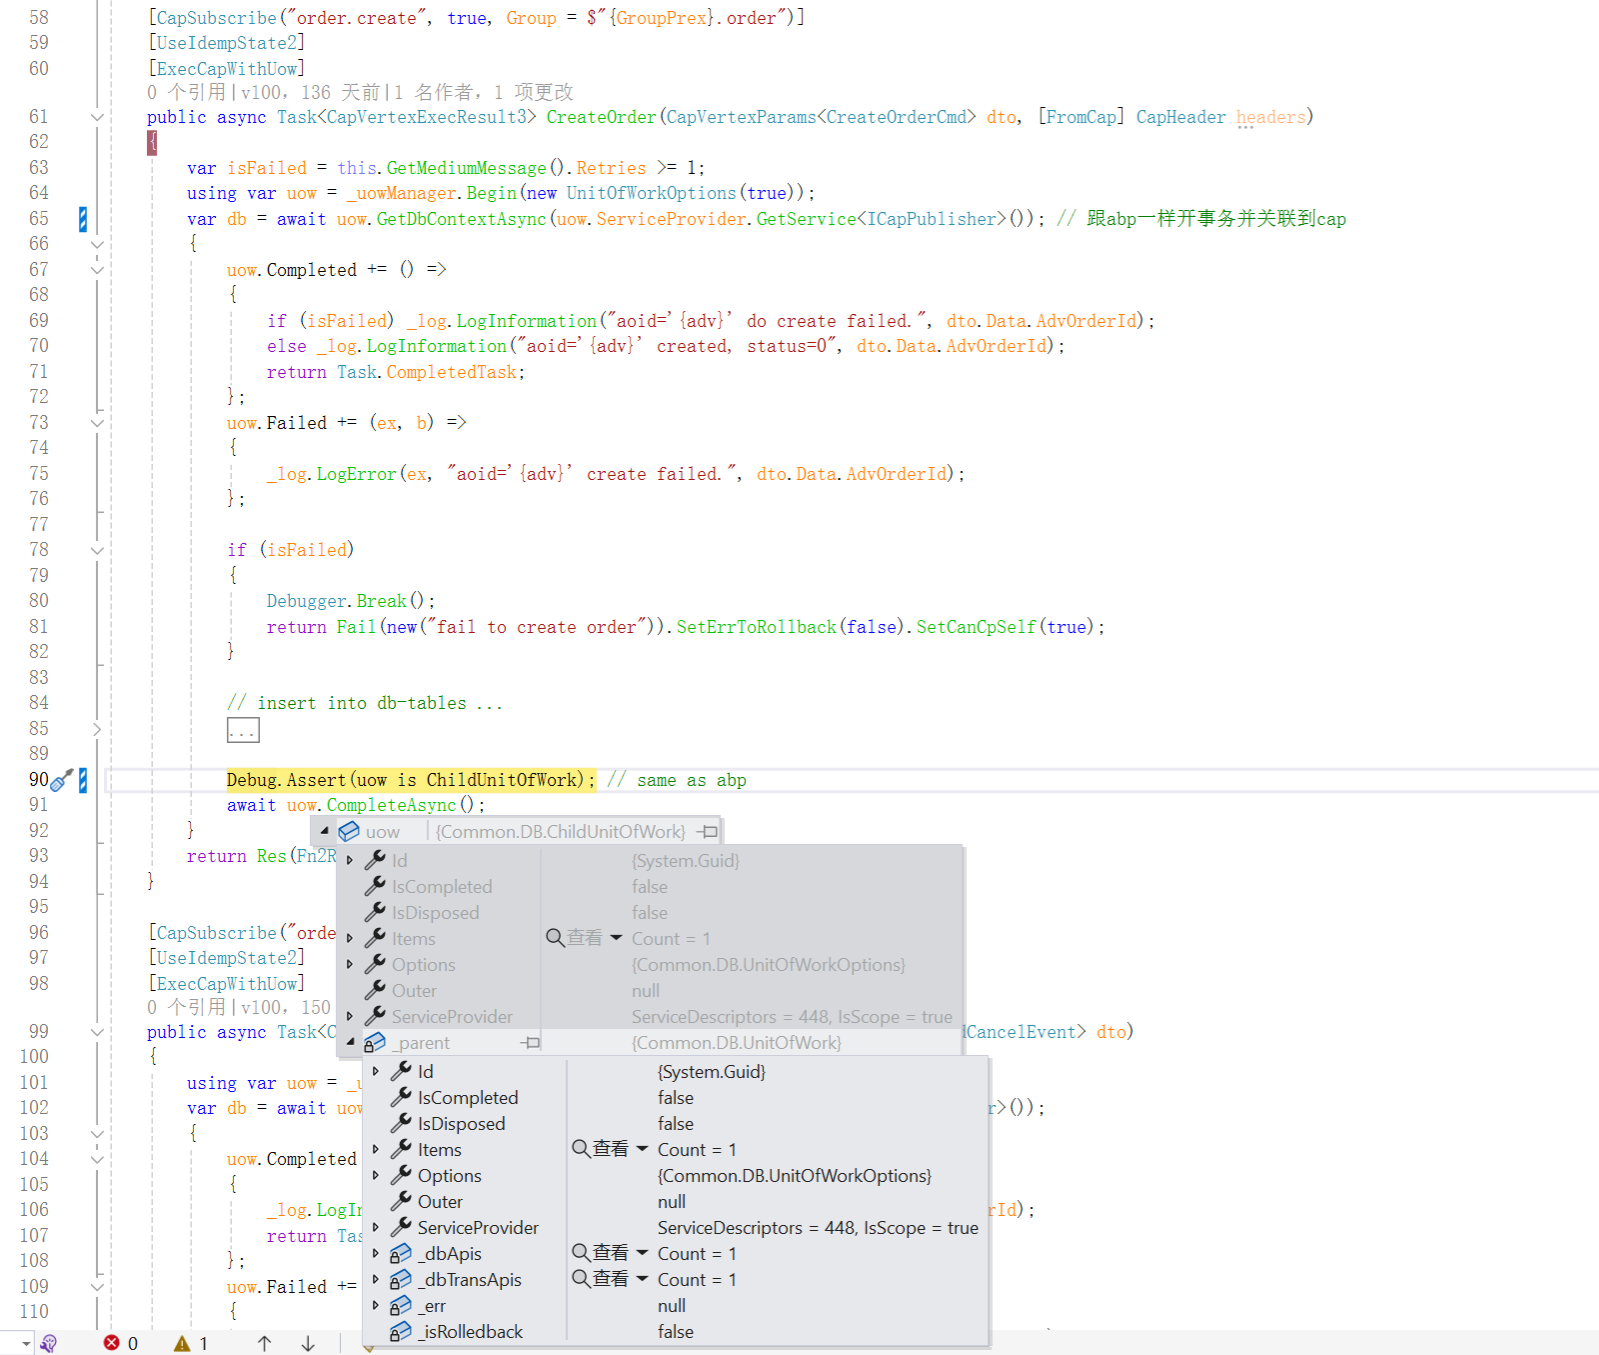 58 [CapSubscribe("order.create", true, Group = $"{GroupPrex}.order")]
59 [UseIdempState2]
60 [ExecCapWithUow]
0 个引用|v100, 136 天前|1 名作者, 1 项更改
61 public async Task<CapVertexExecResult3> CreateOrder(CapVertexParams<CreateOrderCmd> dto, [FromCap] CapHeader headers)
62 {
63 var isFailed = this.GetMediumMessage().Retries >= 1;
64 using var uow = _uowManager.Begin(new UnitOfWorkOptions(true));
65 var db = await uow.GetDbContextAsync(uow.ServiceProvider.GetService<ICapPublisher>()); // 跟abp一样开事务并关联到cap
66 {
67 uow.Completed += () =>
68 {
69 if (isFailed) _log.LogInformation("aoid='{adv}' do create failed.", dto.Data.AdvOrderId);
70 else _log.LogInformation("aoid='{adv}' created, status=0", dto.Data.AdvOrderId);
71 return Task.CompletedTask;
72 };
73 uow.Failed += (ex, b) =>
74 {
75 _log.LogError(ex, "aoid='{adv}' create failed.", dto.Data.AdvOrderId);
76 };
77
78 if (isFailed)
79 {
80 Debugger.Break();
81 return Fail(new("fail to create order")).SetErrToRollback(false).SetCanCpSelf(true);
82 }
83
84 // insert into db-tables ...
85 ...
89
90 Debug.Assert(uow is ChildUnitOfWork); // same as abp
91 await uow.CompleteAsync();
92 }
uow {Common.DB.ChildUnitOfWork}
93 return Res(Fn2R
Id {System.Guid}
94 }
IsCompleted false
95
IsDisposed false
96 [CapSubscribe("orde
Items 查看 Count = 1
97 [UseIdempState2]
Options {Common.DB.UnitOfWorkOptions}
98 [ExecCapWithUow]
Outer null
0 个引用|v100, 150
ServiceProvider ServiceDescriptors = 448, IsScope = true
99 public async Task<C dCancelEvent> dto)
_parent {Common.DB.UnitOfWork}
100 {
Id {System.Guid}
101 using var uow = _u
IsCompleted false
102 var db = await uow r>());
IsDisposed false
103 {
Items 查看 Count = 1
104 uow.Completed
Options {Common.DB.UnitOfWorkOptions}
105 {
Outer null
106 _log.LogIn rId);
ServiceProvider ServiceDescriptors = 448, IsScope = true
107 return Tas
_dbApis 查看 Count = 1
108 };
_dbTransApis 查看 Count = 1
109 uow.Failed +=
_err null
110 {
_isRolledback false
0 1